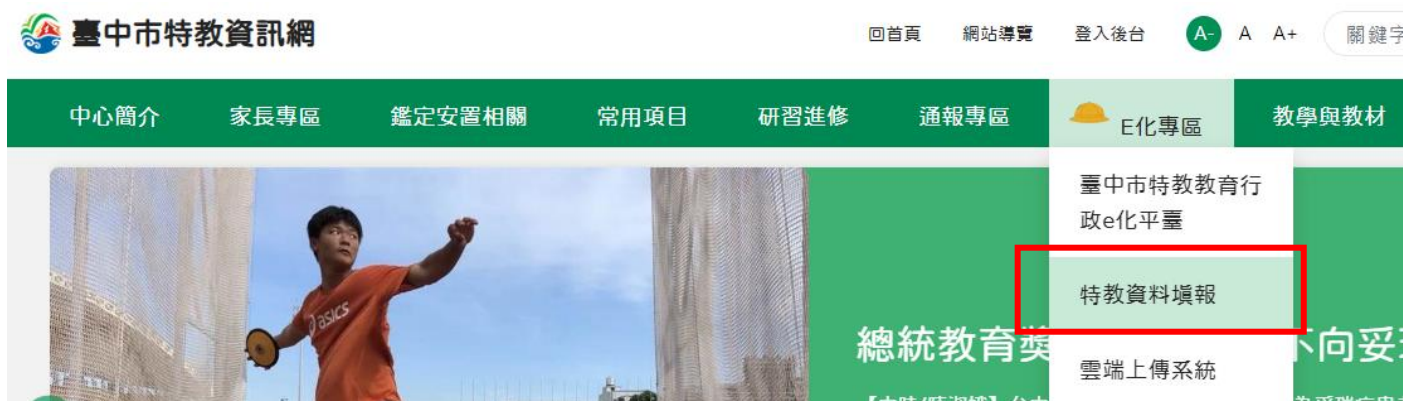 臺中市特教資訊網
回首頁 網站導覽 登入後台 A- A A+ 關鍵字
中心簡介 家長專區 鑑定安置相關 常用項目 研習進修 通報專區 E化專區 教學與教材
臺中市特教教育行
政e化平臺
特教資料填報
雲端上傳系統
總統教育獎 不向妥
asics